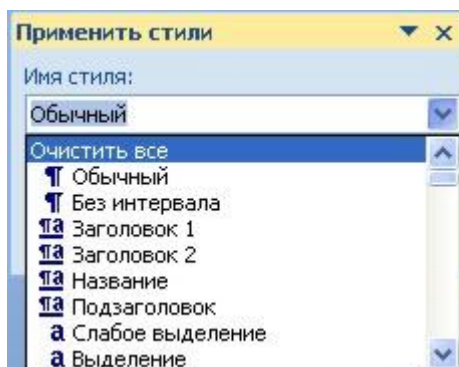 Применить стили
Имя стиля:
Обычный
Очистить все
¶ Обычный
¶ Без интервала
¶a Заголовок 1
¶a Заголовок 2
¶a Название
¶a Подзаголовок
a Слабое выделение
a Выделение